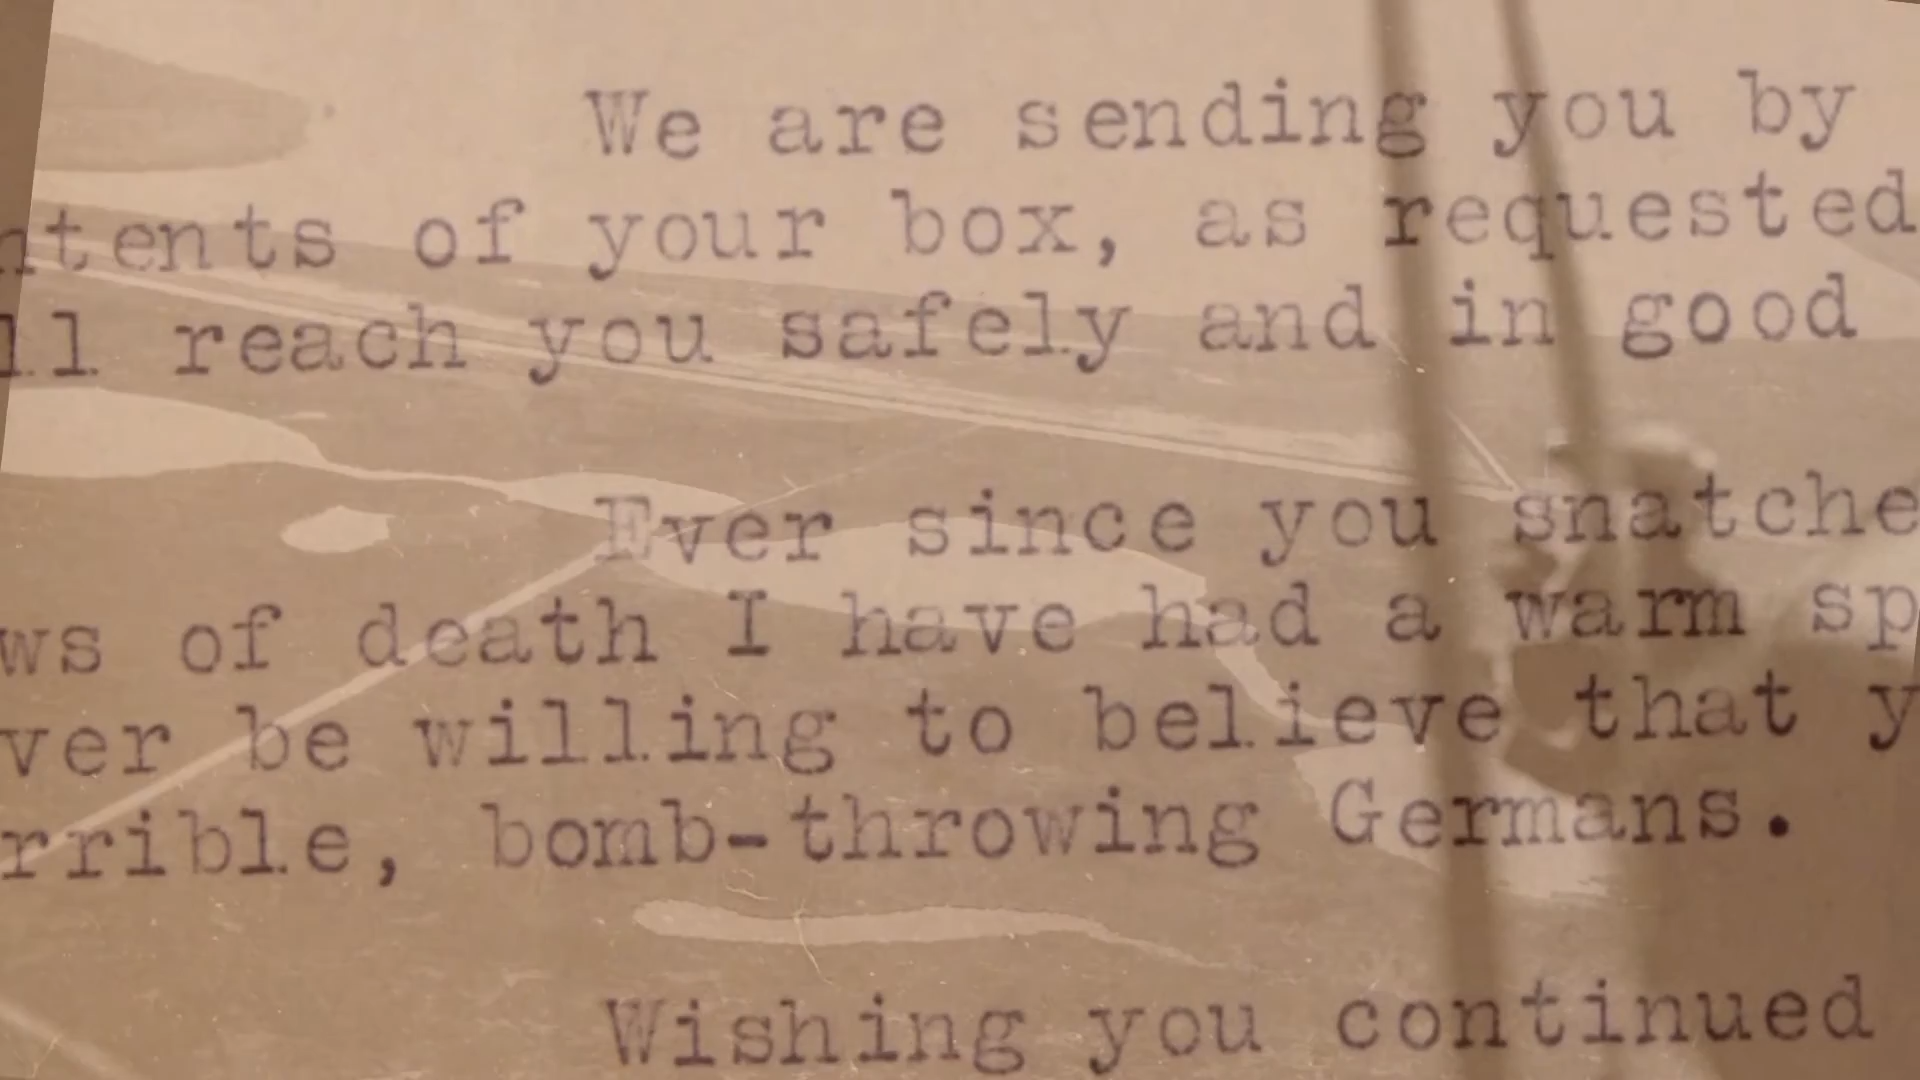 We are sending you by
ntents of your box, as requested
ll reach you safely and in good
Ever since you snatche
ws of death I have had a warm sp
ver be willing to believe that y
rrible, bomb-throwing Germans.
Wishing you continued